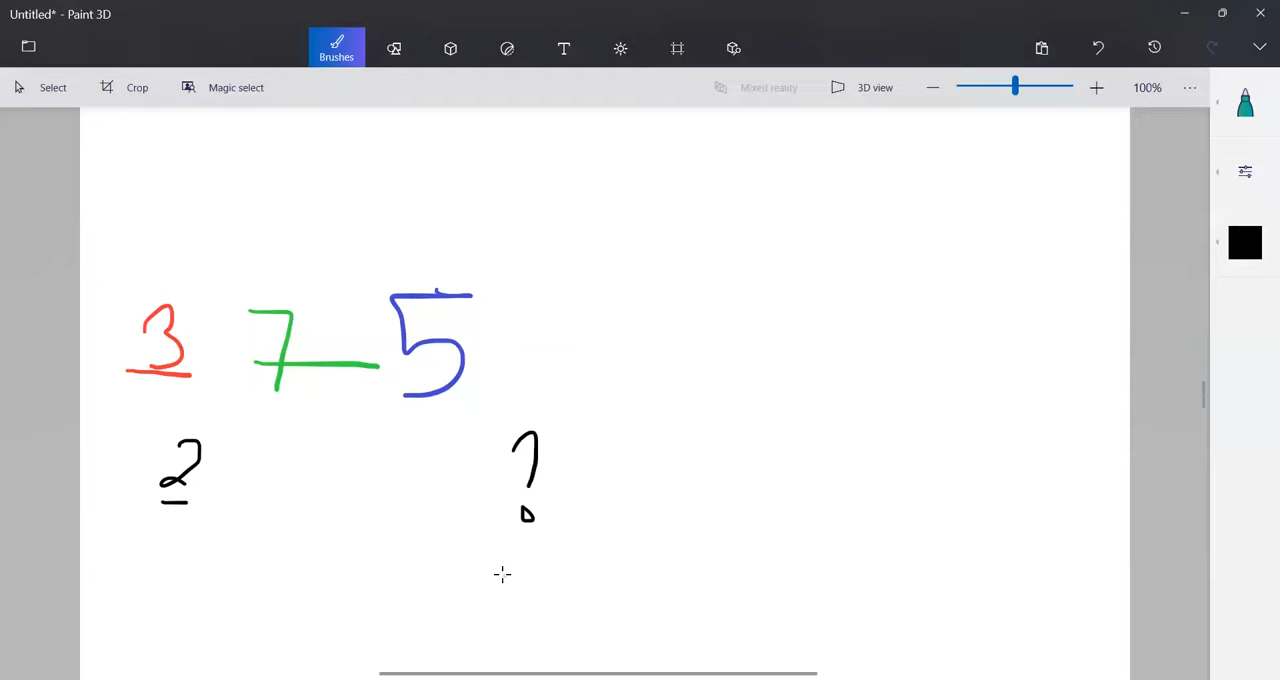 Untitled* - Paint 3D
Brushes
Select Crop Magic select Mixed reality 3D view 100%
3 7 5
2 ?